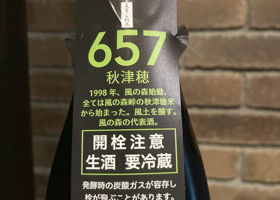 657
秋津穂
1998年、風の森始動。
全ては風の森峠の秋津穂米
から始まった。風土を醸す。
風の森の代表酒。
開栓注意
生酒 要冷蔵
発酵時の炭酸ガスが容存し
栓が飛ぶことがあります。